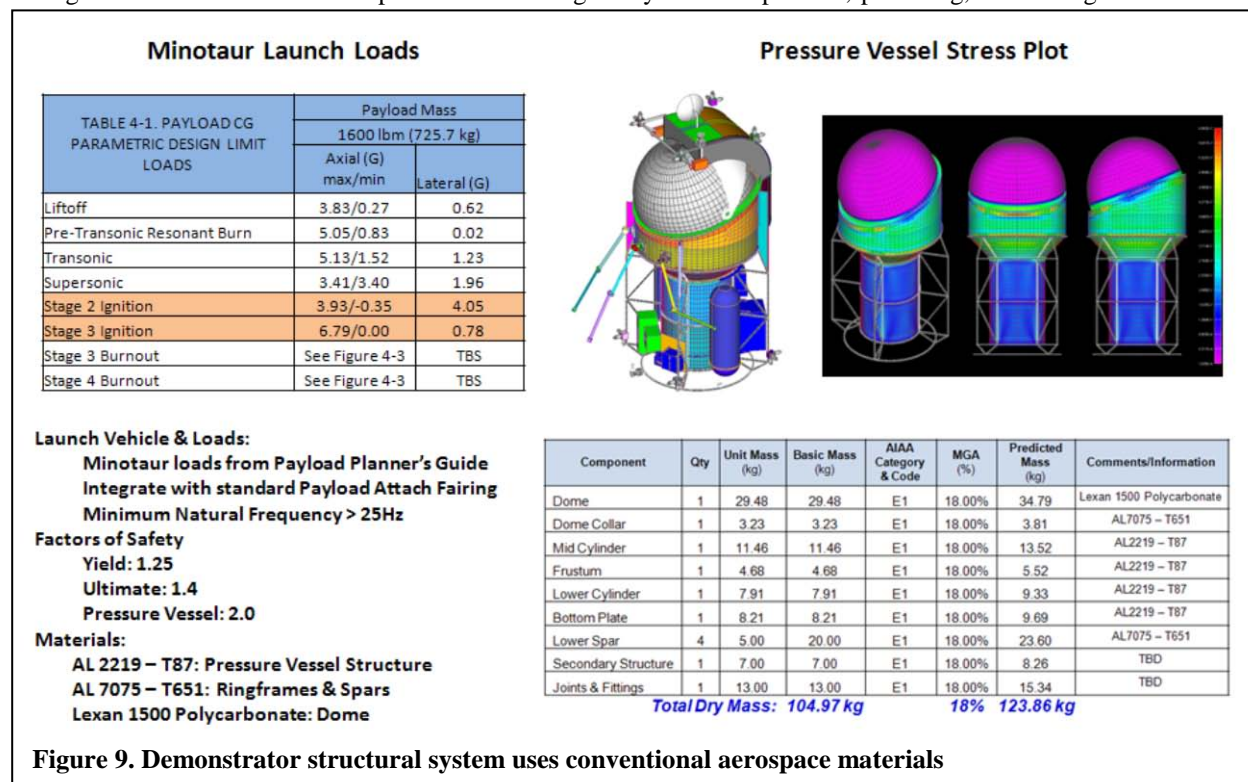 Minotaur Launch Loads
TABLE 4-1. PAYLOAD CG
PARAMETRIC DESIGN LIMIT
LOADS
Payload Mass
1600 lbm (725.7 kg)
Axial (G)
max/min
Lateral (G)
Liftoff 3.83/0.27 0.62
Pre-Transonic Resonant Burn 5.05/0.83 0.02
Transonic 5.13/1.52 1.23
Supersonic 3.41/3.40 1.96
Stage 2 Ignition 3.93/-0.35 4.05
Stage 3 Ignition 6.79/0.00 0.78
Stage 3 Burnout See Figure 4-3 TBS
Stage 4 Burnout See Figure 4-3 TBS
Pressure Vessel Stress Plot
Launch Vehicle & Loads:
Minotaur loads from Payload Planner's Guide
Integrate with standard Payload Attach Fairing
Minimum Natural Frequency > 25Hz
Factors of Safety
Yield: 1.25
Ultimate: 1.4
Pressure Vessel: 2.0
Materials:
AL 2219 – T87: Pressure Vessel Structure
AL 7075 – T651: Ringframes & Spars
Lexan 1500 Polycarbonate: Dome
Component Qty Unit Mass (kg) Basic Mass (kg) AIAA Category & Code MGA (%) Predicted Mass (kg) Comments/Information
Dome 1 29.48 29.48 E1 18.00% 34.79 Lexan 1500 Polycarbonate
Dome Collar 1 3.23 3.23 E1 18.00% 3.81 AL7075 – T651
Mid Cylinder 1 11.46 11.46 E1 18.00% 13.52 AL2219 – T87
Frustum 1 4.68 4.68 E1 18.00% 5.52 AL2219 – T87
Lower Cylinder 1 7.91 7.91 E1 18.00% 9.33 AL2219 – T87
Bottom Plate 1 8.21 8.21 E1 18.00% 9.69 AL2219 – T87
Lower Spar 4 5.00 20.00 E1 18.00% 23.60 AL7075 – T651
Secondary Structure 1 7.00 7.00 E1 18.00% 8.26 TBD
Joints & Fittings 1 13.00 13.00 E1 18.00% 15.34 TBD
Total Dry Mass: 104.97 kg 18% 123.86 kg
Figure 9. Demonstrator structural system uses conventional aerospace materials